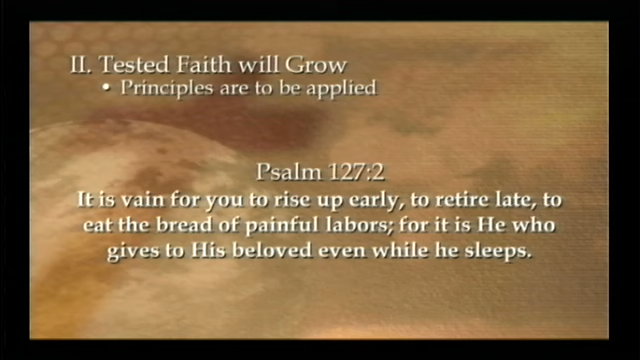 II. Tested Faith will Grow
• Principles are to be applied
Psalm 127:2
It is vain for you to rise up early, to retire late, to
eat the bread of painful labors; for it is He who
gives to His beloved even while he sleeps.